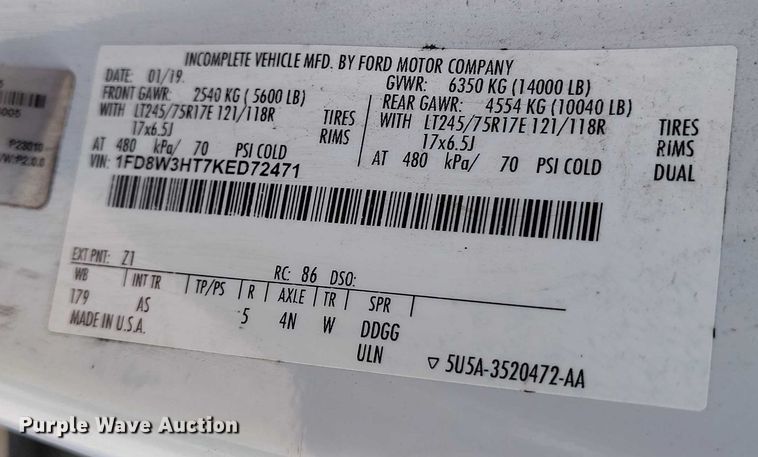 INCOMPLETE VEHICLE MFD. BY FORD MOTOR COMPANY
DATE: 01/19. GVWR: 6350 KG (14000 LB)
FRONT GAWR: 2540 KG (5600 LB) REAR GAWR: 4554 KG (10040 LB)
WITH LT245/75R17E 121/118R TIRES WITH LT245/75R17E 121/118R TIRES
17x6.5J RIMS 17x6.5J RIMS
AT 480 kPa/ 70 PSI COLD AT 480 kPa/ 70 PSI COLD DUAL
VIN: 1FD8W3HT7KED72471
EXT PNT: Z1 RC: 86 DSO:
WB INT TR TP/PS R AXLE TR SPR
179 AS 5 4N W DDGG
MADE IN U.S.A. ULN 5U5A-3520472-AA
Purple Wave Auction